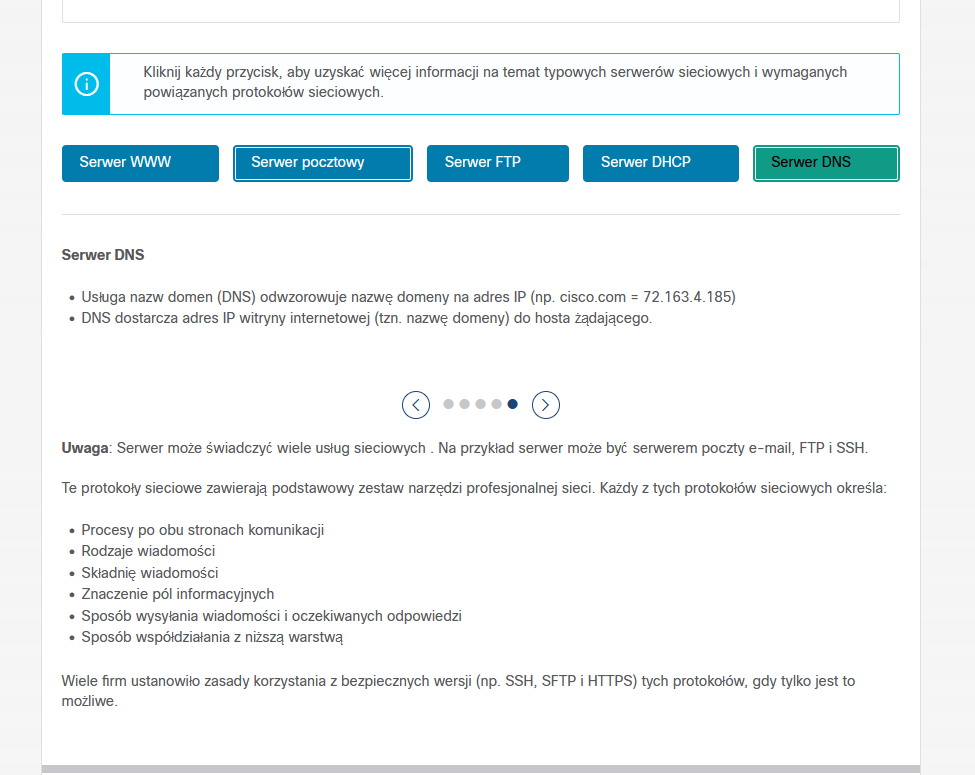 Kliknij każdy przycisk, aby uzyskać więcej informacji na temat typowych serwerów sieciowych i wymaganych
powiązanych protokołów sieciowych.
Serwer WWW
Serwer pocztowy
Serwer FTP
Serwer DHCP
Serwer DNS
Serwer DNS
• Usługa nazw domen (DNS) odwzorowuje nazwę domeny na adres IP (np. cisco.com = 72.163.4.185)
• DNS dostarcza adres IP witryny internetowej (tzn. nazwę domeny) do hosta żądającego.
Uwaga: Serwer może świadczyć wiele usług sieciowych . Na przykład serwer może być serwerem poczty e-mail, FTP i SSH.
Te protokoły sieciowe zawierają podstawowy zestaw narzędzi profesjonalnej sieci. Każdy z tych protokołów sieciowych określa:
• Procesy po obu stronach komunikacji
• Rodzaje wiadomości
• Składnię wiadomości
• Znaczenie pól informacyjnych
• Sposób wysyłania wiadomości i oczekiwanych odpowiedzi
• Sposób współdziałania z niższą warstwą
Wiele firm ustanowiło zasady korzystania z bezpiecznych wersji (np. SSH, SFTP i HTTPS) tych protokołów, gdy tylko jest to
możliwe.